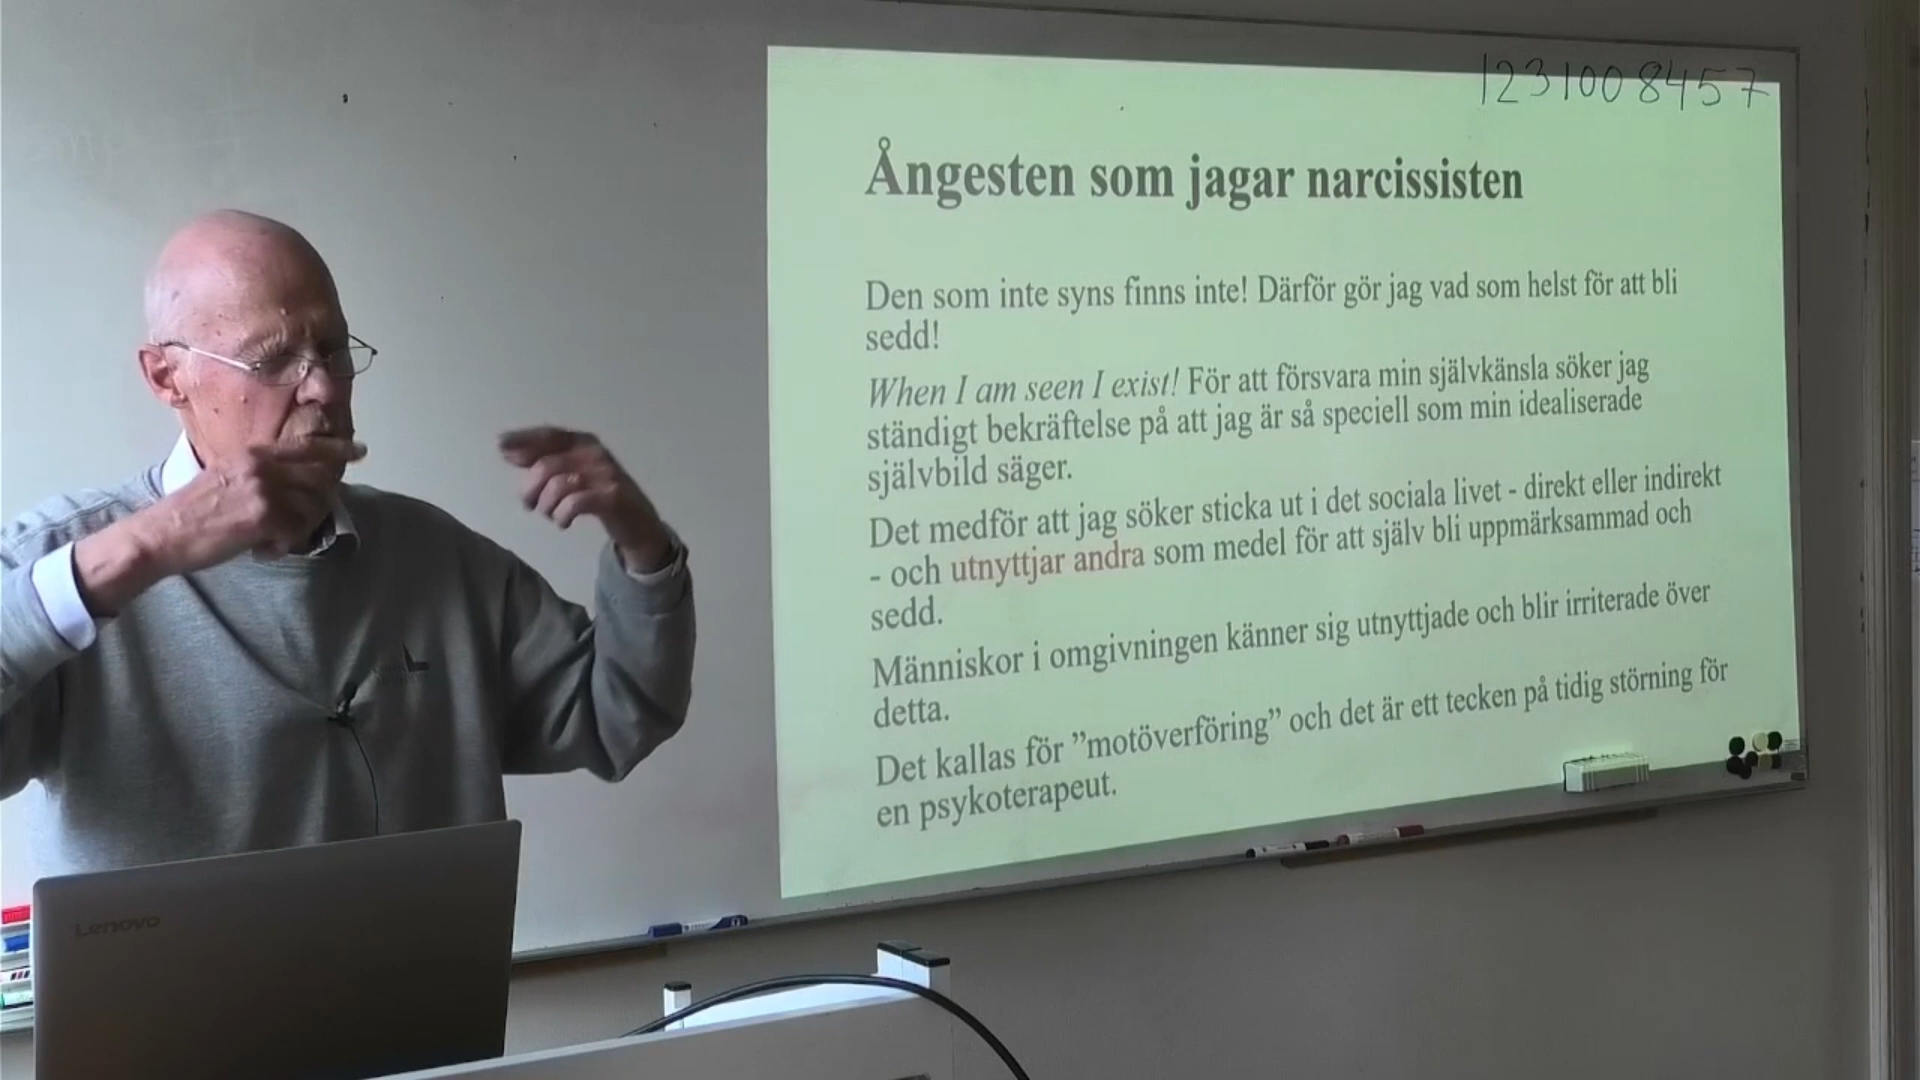 1231008457
Ångesten som jagar narcissisten
Den som inte syns finns inte! Därför gör jag vad som helst för att bli
sedd!
When I am seen I exist! För att försvara min självkänsla söker jag
ständigt bekräftelse på att jag är så speciell som min idealiserade
självbild säger.
Det medför att jag söker sticka ut i det sociala livet - direkt eller indirekt
- och utnyttjar andra som medel för att själv bli uppmärksammad och
sedd.
Människor i omgivningen känner sig utnyttjade och blir irriterade över
detta.
Det kallas för ”motöverföring” och det är ett tecken på tidig störning för
en psykoterapeut.
Lenovo